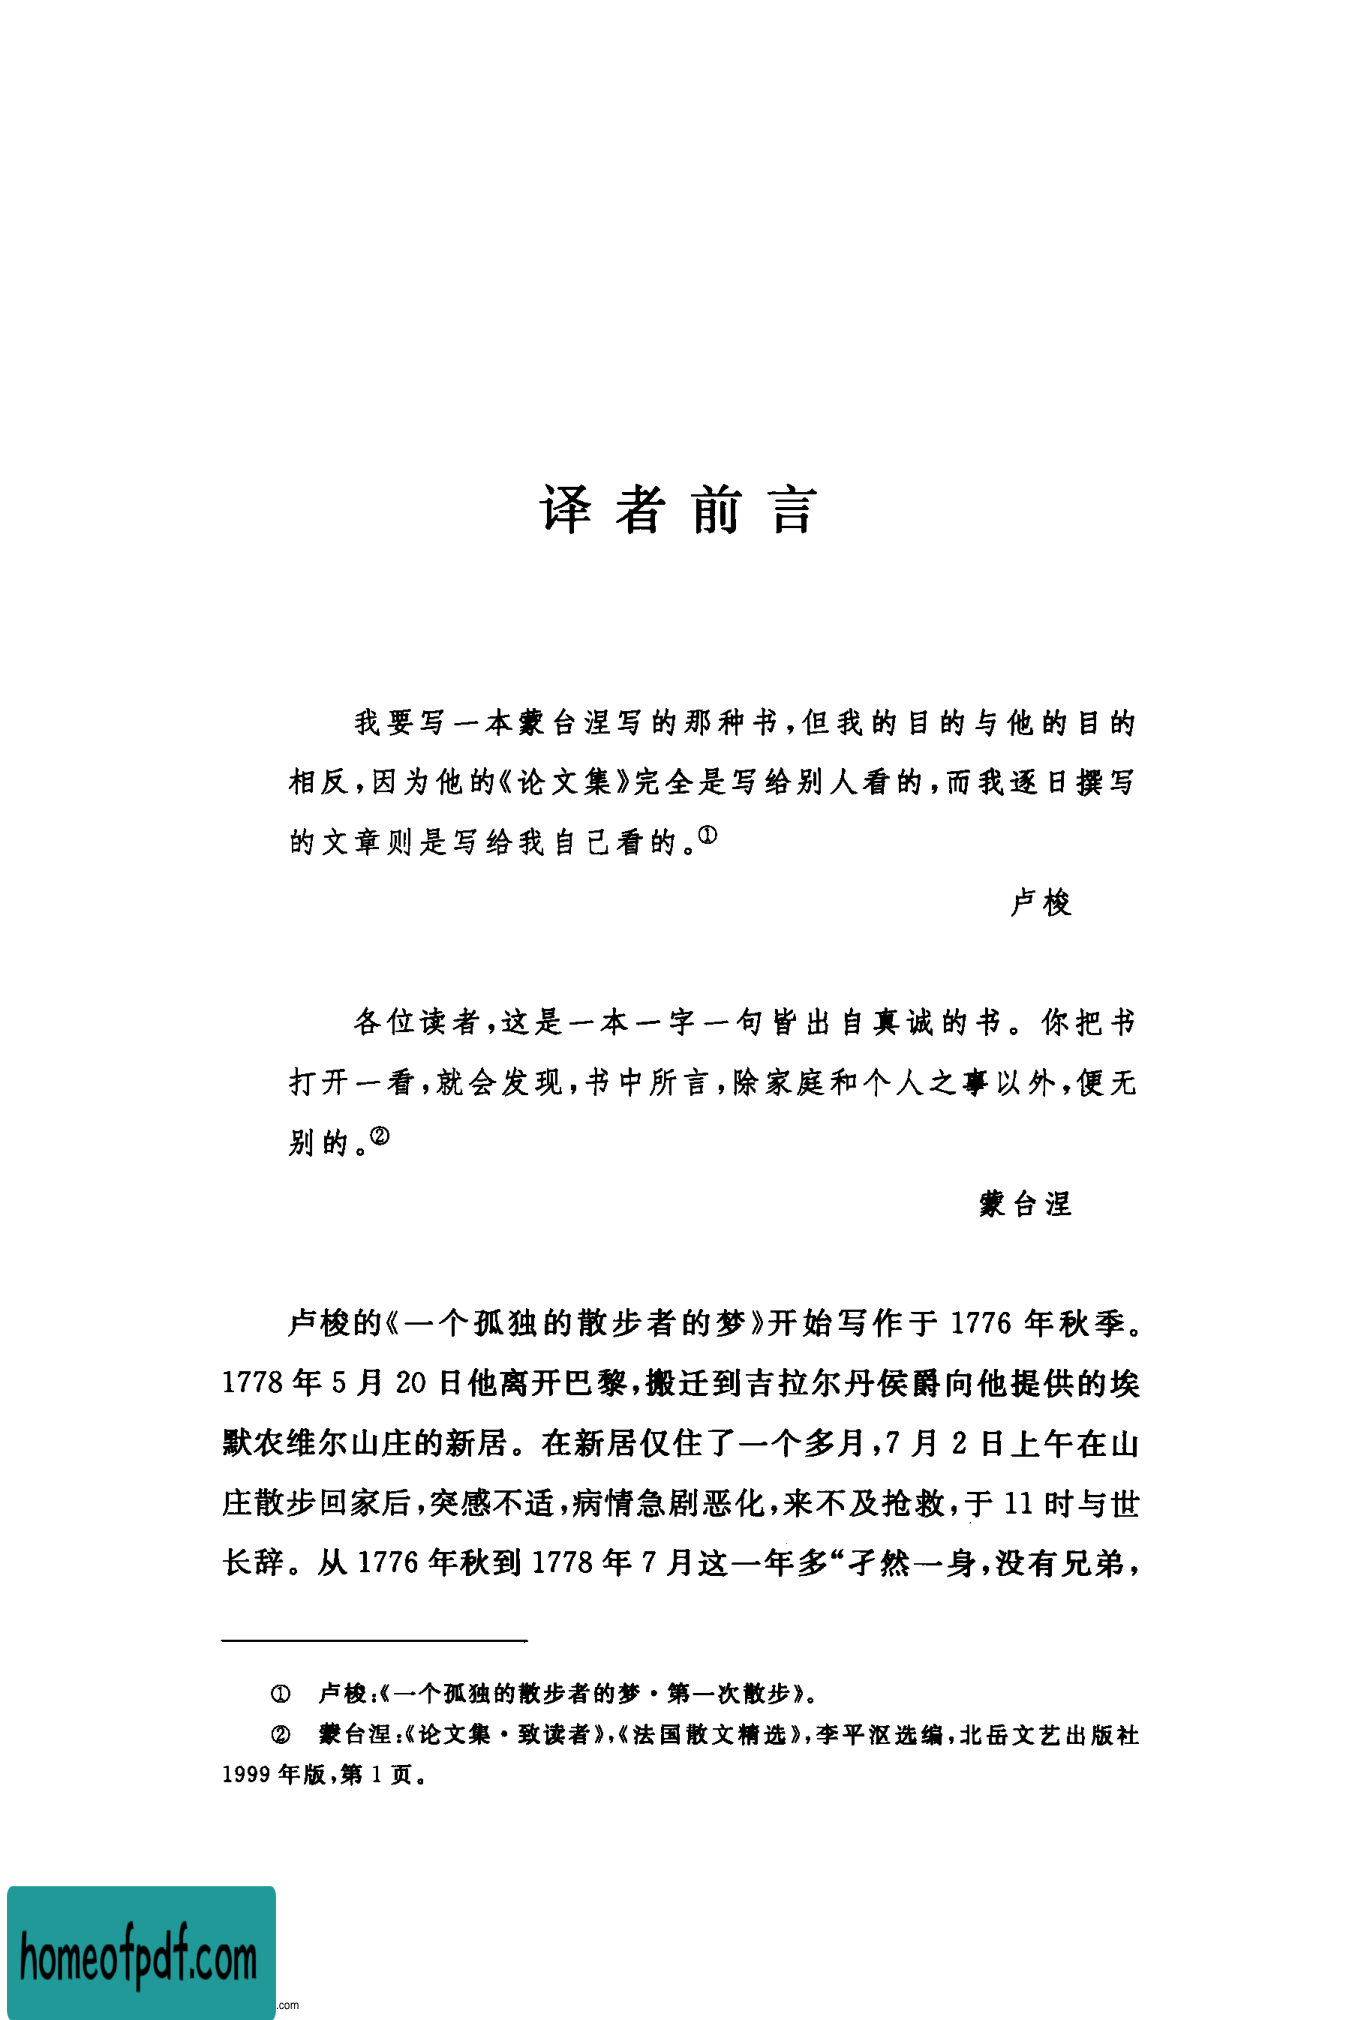 译者前言
我要写一本蒙台涅写的那种书,但我的目的与他的目的
相反,因为他的《论文集》完全是写给别人看的,而我逐日撰写
的文章则是写给我自己看的。①
卢梭
各位读者,这是一本一字一句皆出自真诚的书。你把书
打开一看,就会发现,书中所言,除家庭和个人之事以外,便无
别的。②
蒙台涅
卢梭的《一个孤独的散步者的梦》开始写作于 1776 年秋季。
1778 年 5 月 20 日他离开巴黎,搬迁到吉拉尔丹侯爵向他提供的埃
默农维尔山庄的新居。在新居仅住了一个多月,7 月 2 日上午在山
庄散步回家后,突感不适,病情急剧恶化,来不及抢救,于 11 时与世
长辞。从 1776 年秋到 1778 年 7 月这一年多“孑然一身,没有兄弟,
① 卢梭:《一个孤独的散步者的梦·第一次散步》。
② 蒙台涅:《论文集·致读者》,《法国散文精选》,李平沤选编,北岳文艺出版社
1999 年版,第 1 页。
homeofpdf.com
.com